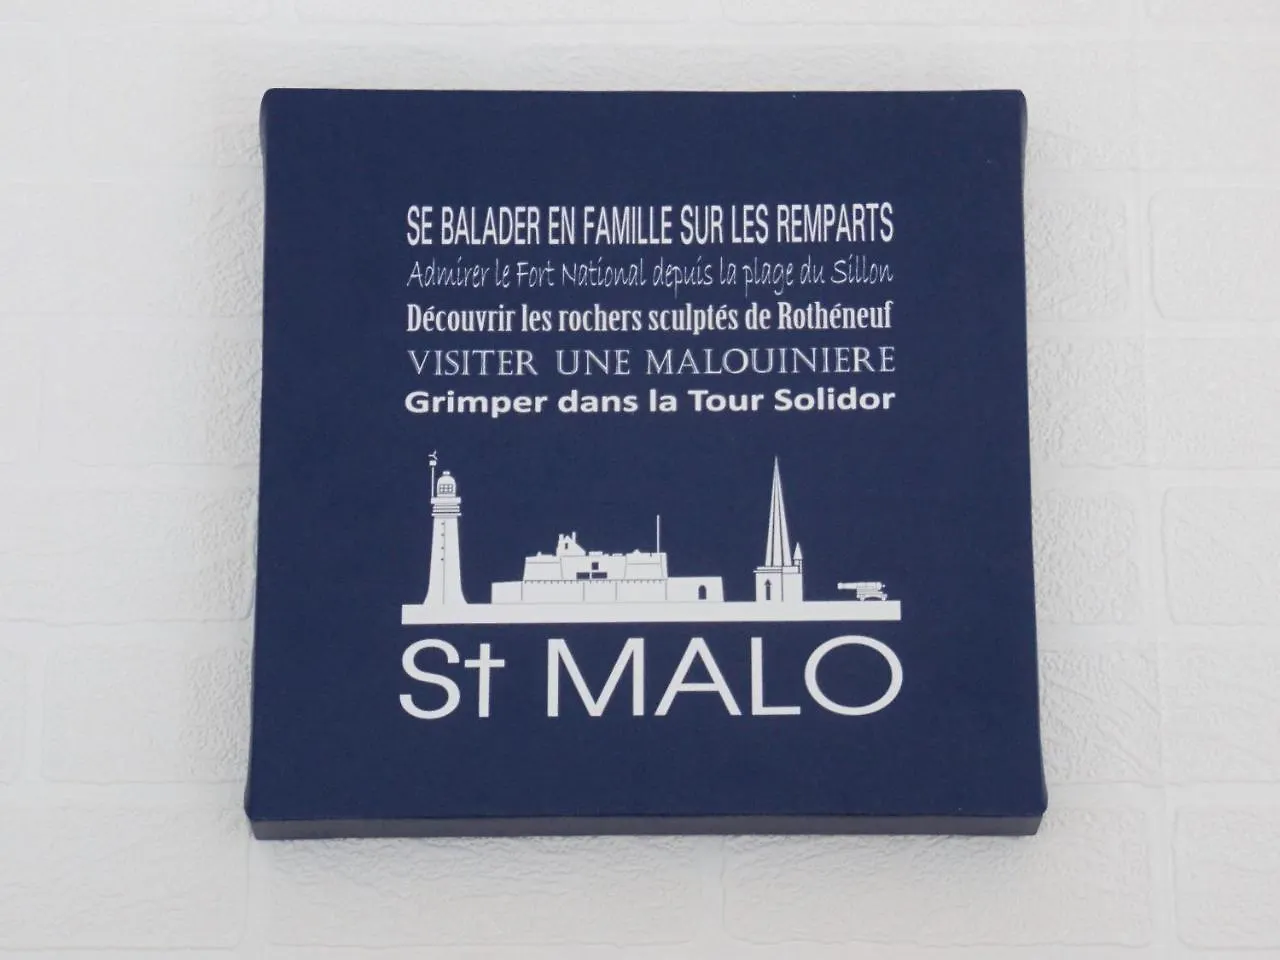 SE BALADER EN FAMILLE SUR LES REMPARTS
Admirer le Fort National depuis la plage du Sillon
Découvrir les rochers sculptés de Rothéneuf
VISITER UNE MALOUINIERE
Grimper dans la Tour Solidor
St MALO